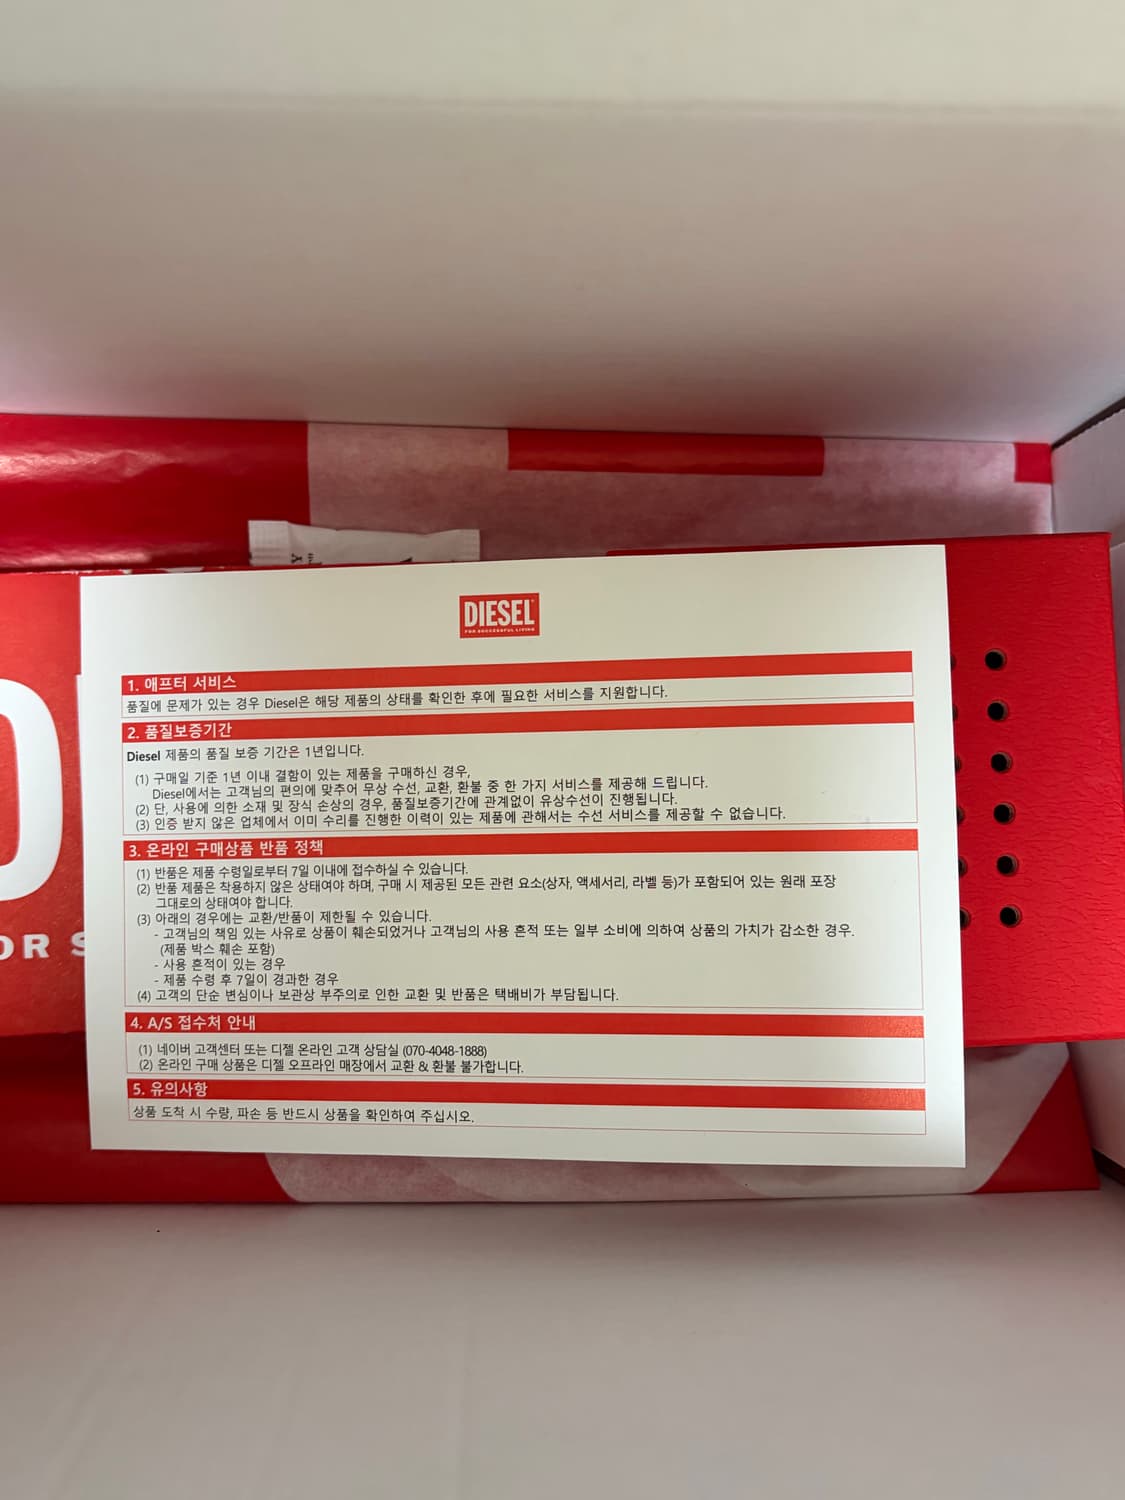 DIESEL
FOR SUCCESSFUL LIVING
1. 애프터 서비스
품질에 문제가 있는 경우 Diesel은 해당 제품의 상태를 확인한 후에 필요한 서비스를 지원합니다.
2. 품질보증기간
Diesel 제품의 품질 보증 기간은 1년입니다.
(1) 구매일 기준 1년 이내 결함이 있는 제품을 구매하신 경우,
Diesel에서는 고객님의 편의에 맞추어 무상 수선, 교환, 환불 중 한 가지 서비스를 제공해 드립니다.
(2) 단, 사용에 의한 소재 및 장식 손상의 경우, 품질보증기간에 관계없이 유상수선이 진행됩니다.
(3) 인증 받지 않은 업체에서 이미 수리를 진행한 이력이 있는 제품에 관해서는 수선 서비스를 제공할 수 없습니다.
3. 온라인 구매상품 반품 정책
(1) 반품은 제품 수령일로부터 7일 이내에 접수하실 수 있습니다.
(2) 반품 제품은 착용하지 않은 상태여야 하며, 구매 시 제공된 모든 관련 요소(상자, 액세서리, 라벨 등)가 포함되어 있는 원래 포장
그대로의 상태여야 합니다.
(3) 아래의 경우에는 교환/반품이 제한될 수 있습니다.
- 고객님의 책임 있는 사유로 상품이 훼손되었거나 고객님의 사용 흔적 또는 일부 소비에 의하여 상품의 가치가 감소한 경우.
(제품 박스 훼손 포함)
- 사용 흔적이 있는 경우
- 제품 수령 후 7일이 경과한 경우
(4) 고객의 단순 변심이나 보관상 부주의로 인한 교환 및 반품은 택배비가 부담됩니다.
4. A/S 접수처 안내
(1) 네이버 고객센터 또는 디젤 온라인 고객 상담실 (070-4048-1888)
(2) 온라인 구매 상품은 디젤 오프라인 매장에서 교환 & 환불 불가합니다.
5. 유의사항
상품 도착 시 수량, 파손 등 반드시 상품을 확인하여 주십시오.
OR S